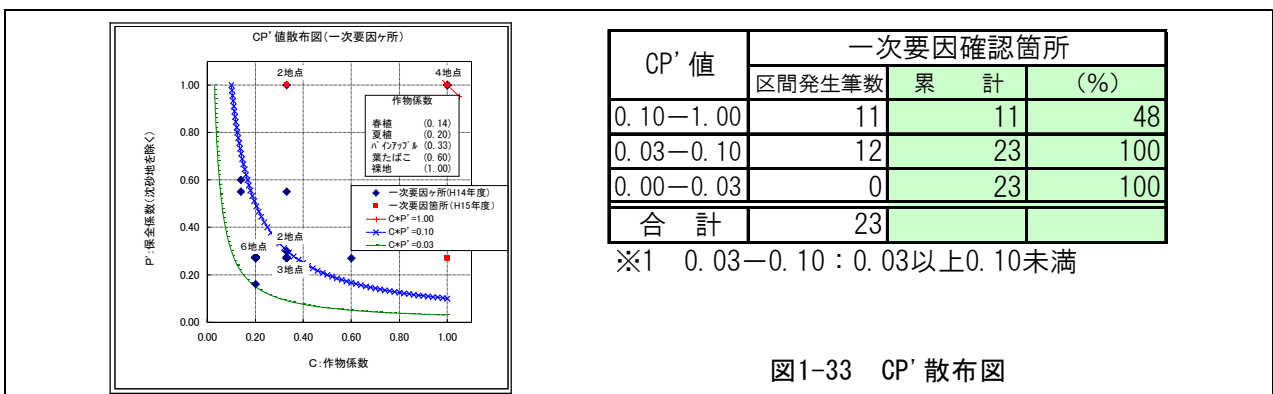 CP'値散布図(一次要因ヶ所)
2地点
4地点
1.00
0.80
0.60
0.40
0.20
0.00
P':保全係数(沈砂地を除く)
作物係数
春植 (0.14)
夏植 (0.20)
パインアップル (0.33)
葉たばこ (0.60)
裸地 (1.00)
一次要因ヶ所(H14年度)
一次要因箇所(H15年度)
C*P'=1.00
C*P'=0.10
C*P'=0.03
6地点
2地点
3地点
0.00 0.20 0.40 0.60 0.80 1.00
C:作物係数
CP'値 一次要因確認箇所
区間発生筆数 累 計 (%)
0.10-1.00 11 11 48
0.03-0.10 12 23 100
0.00-0.03 0 23 100
合 計 23
※1 0.03-0.10:0.03以上0.10未満
図1-33 CP'散布図